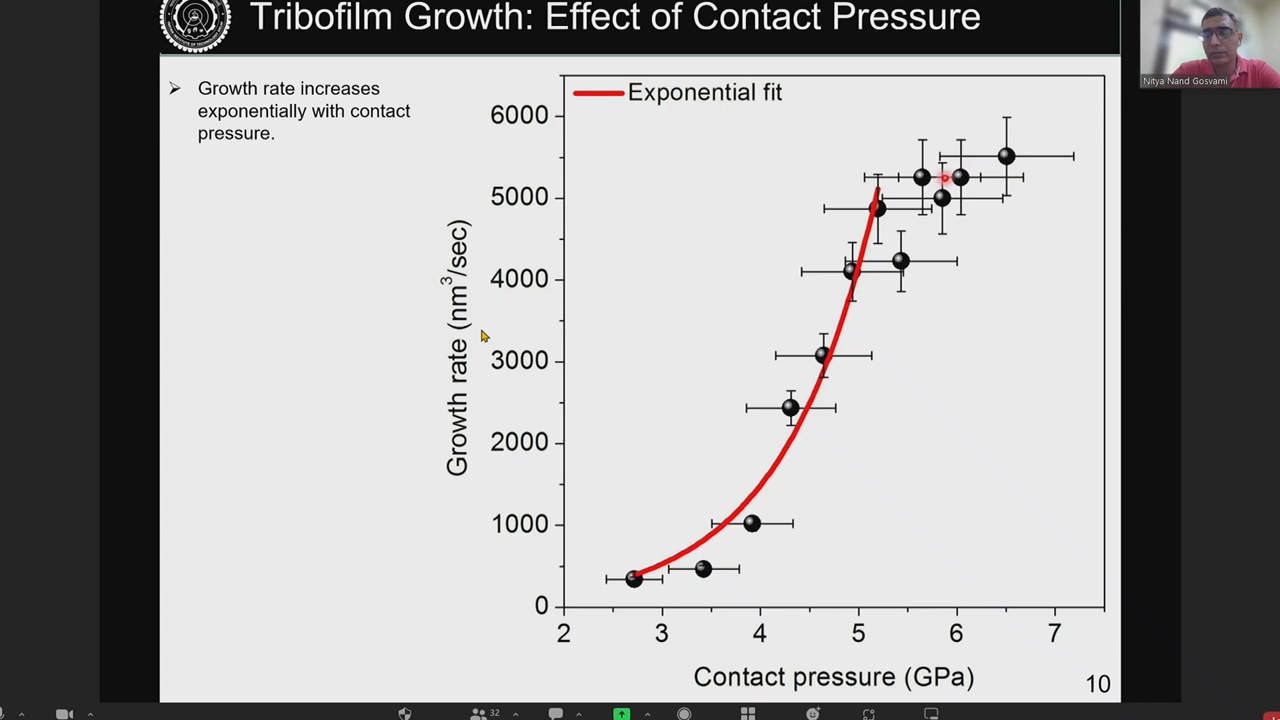 Tribofilm Growth: Effect of Contact Pressure
Nitya Nand Gosvami
➢ Growth rate increases
exponentially with contact
pressure.
Exponential fit
6000
5000
4000
3000
2000
1000
0
Growth rate (nm³/sec)
2 3 4 5 6 7
Contact pressure (GPa)
10
32